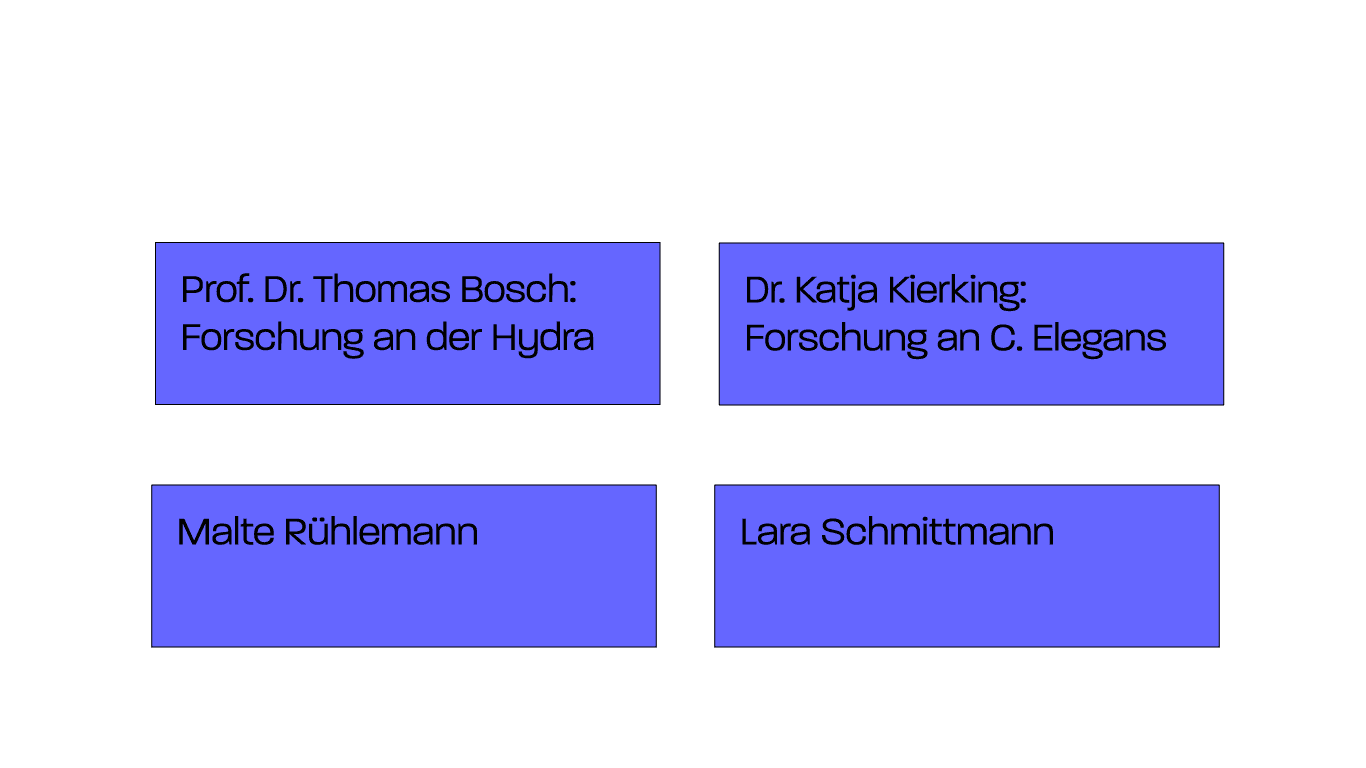 Prof. Dr. Thomas Bosch:
Forschung an der Hydra
Dr. Katja Kierking:
Forschung an C. Elegans
Malte Rühlemann
Lara Schmittmann